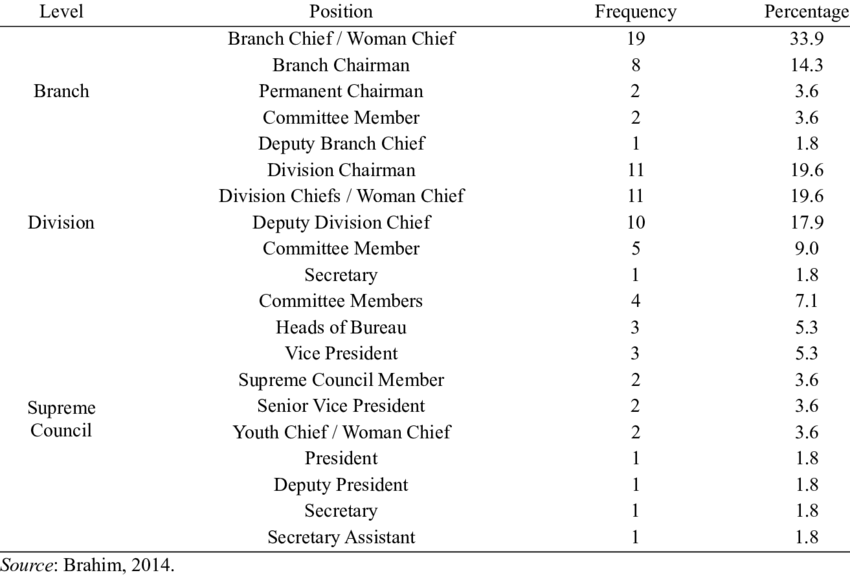 Level Position Frequency Percentage
Branch Chief / Woman Chief 19 33.9
Branch Chairman 8 14.3
Branch Permanent Chairman 2 3.6
Committee Member 2 3.6
Deputy Branch Chief 1 1.8
Division Chairman 11 19.6
Division Chiefs / Woman Chief 11 19.6
Division Deputy Division Chief 10 17.9
Committee Member 5 9.0
Secretary 1 1.8
Committee Members 4 7.1
Heads of Bureau 3 5.3
Vice President 3 5.3
Supreme Council Member 2 3.6
Supreme Senior Vice President 2 3.6
Council Youth Chief / Woman Chief 2 3.6
President 1 1.8
Deputy President 1 1.8
Secretary 1 1.8
Secretary Assistant 1 1.8
Source: Brahim, 2014.